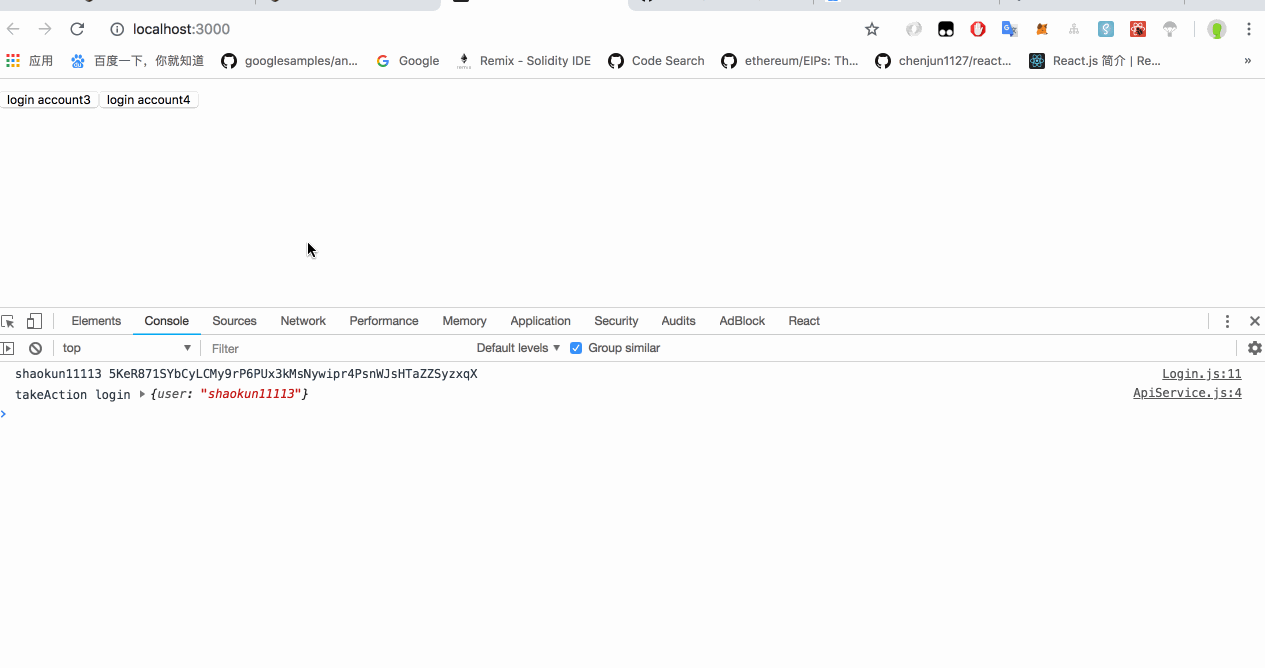 localhost:3000
应用 百度一下，你就知道 googlesamples/an... Google Remix - Solidity IDE Code Search ethereum/EIPs: Th... chenjun1127/react... React.js 简介 | Re... »
login account3 login account4
Elements Console Sources Network Performance Memory Application Security Audits AdBlock React
top Filter Default levels Group similar
shaokun11113 5KeR871SYbCyLCMy9rP6PUx3kMsNywipr4PsnWJsHTaZZSyzxqX Login.js:11
takeAction login {user: "shaokun11113"} ApiService.js:4